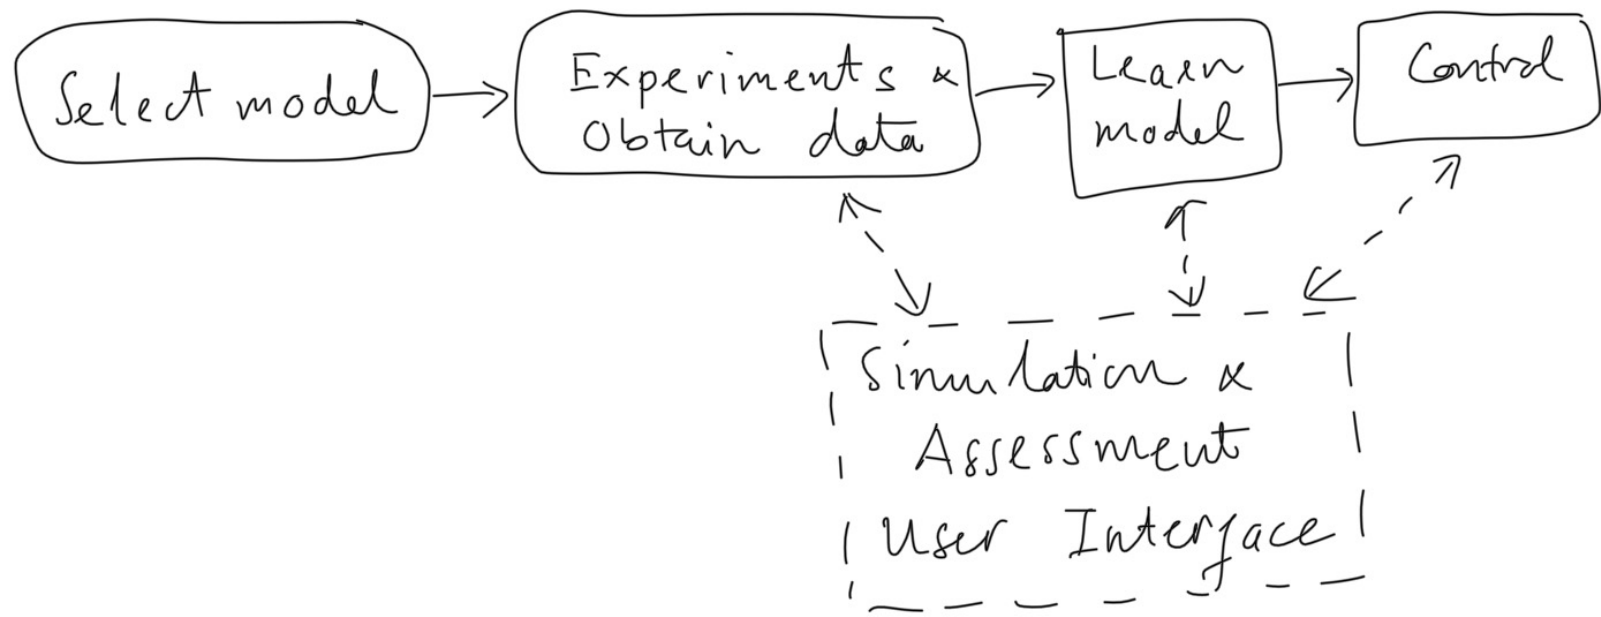 Select model
Experiments &
Obtain data
Learn
model
Control
Simulation &
Assessment
User Interface